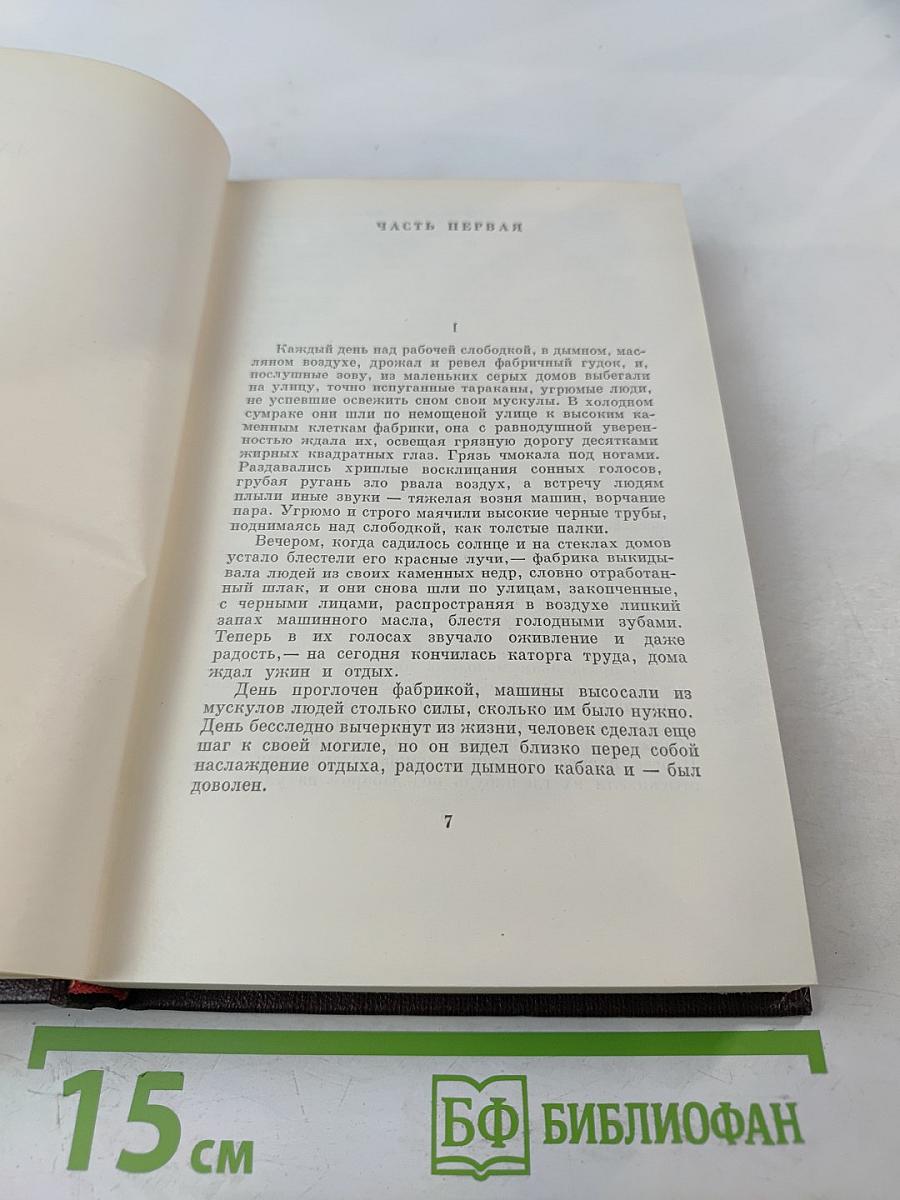 ЧАСТЬ ПЕРВАЯ
I
Каждый день над рабочей слободкой, в дымном, мас-
ляном воздухе, дрожал и ревел фабричный гудок, и,
послушные зову, из маленьких серых домов выбегали
на улицу, точно испуганные тараканы, угрюмые люди,
не успевшие освежить сном свои мускулы. В холодном
сумраке они шли по немощеной улице к высоким ка-
менным клеткам фабрики, она с равнодушной уверен-
ностью ждала их, освещая грязную дорогу десятками
жирных квадратных глаз. Грязь чмокала под ногами.
Раздавались хриплые восклицания сонных голосов,
грубая ругань зло рвала воздух, а встречу людям
плыли иные звуки — тяжелая возня машин, ворчание
пара. Угрюмо и строго маячили высокие черные трубы,
поднимаясь над слободкой, как толстые палки.
Вечером, когда садилось солнце и на стеклах домов
устало блестели его красные лучи,— фабрика выкиды-
вала людей из своих каменных недр, словно отработан-
ный шлак, и они снова шли по улицам, закопченные,
с черными лицами, распространяя в воздухе липкий
запах машинного масла, блестя голодными зубами.
Теперь в их голосах звучало оживление и даже
радость,— на сегодня кончилась каторга труда, дома
ждал ужин и отдых.
День проглочен фабрикой, машины высосали из
мускулов людей столько силы, сколько им было нужно.
День бесследно вычеркнут из жизни, человек сделал еще
шаг к своей могиле, но он видел близко перед собой
наслаждение отдыха, радости дымного кабака и — был
доволен.
7
15 см
БФ БИБЛИОФАН